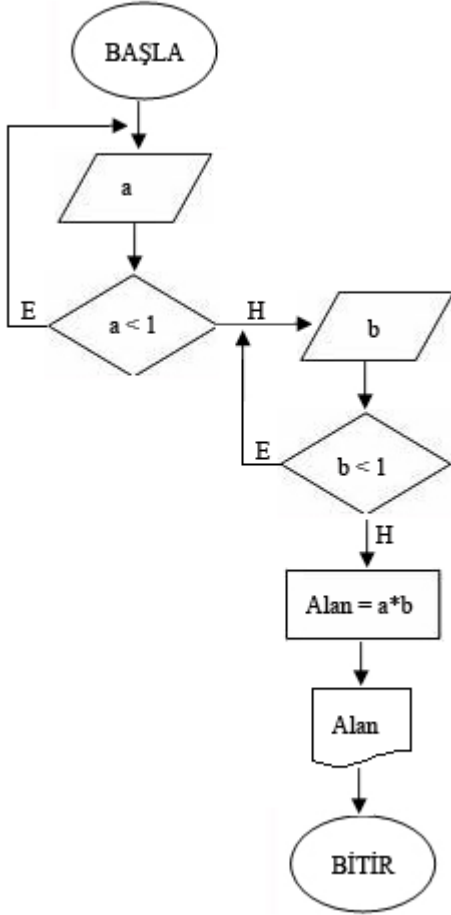 BAŞLA
a
E
a < 1
H
b
E
b < 1
H
Alan = a*b
Alan
BİTİR